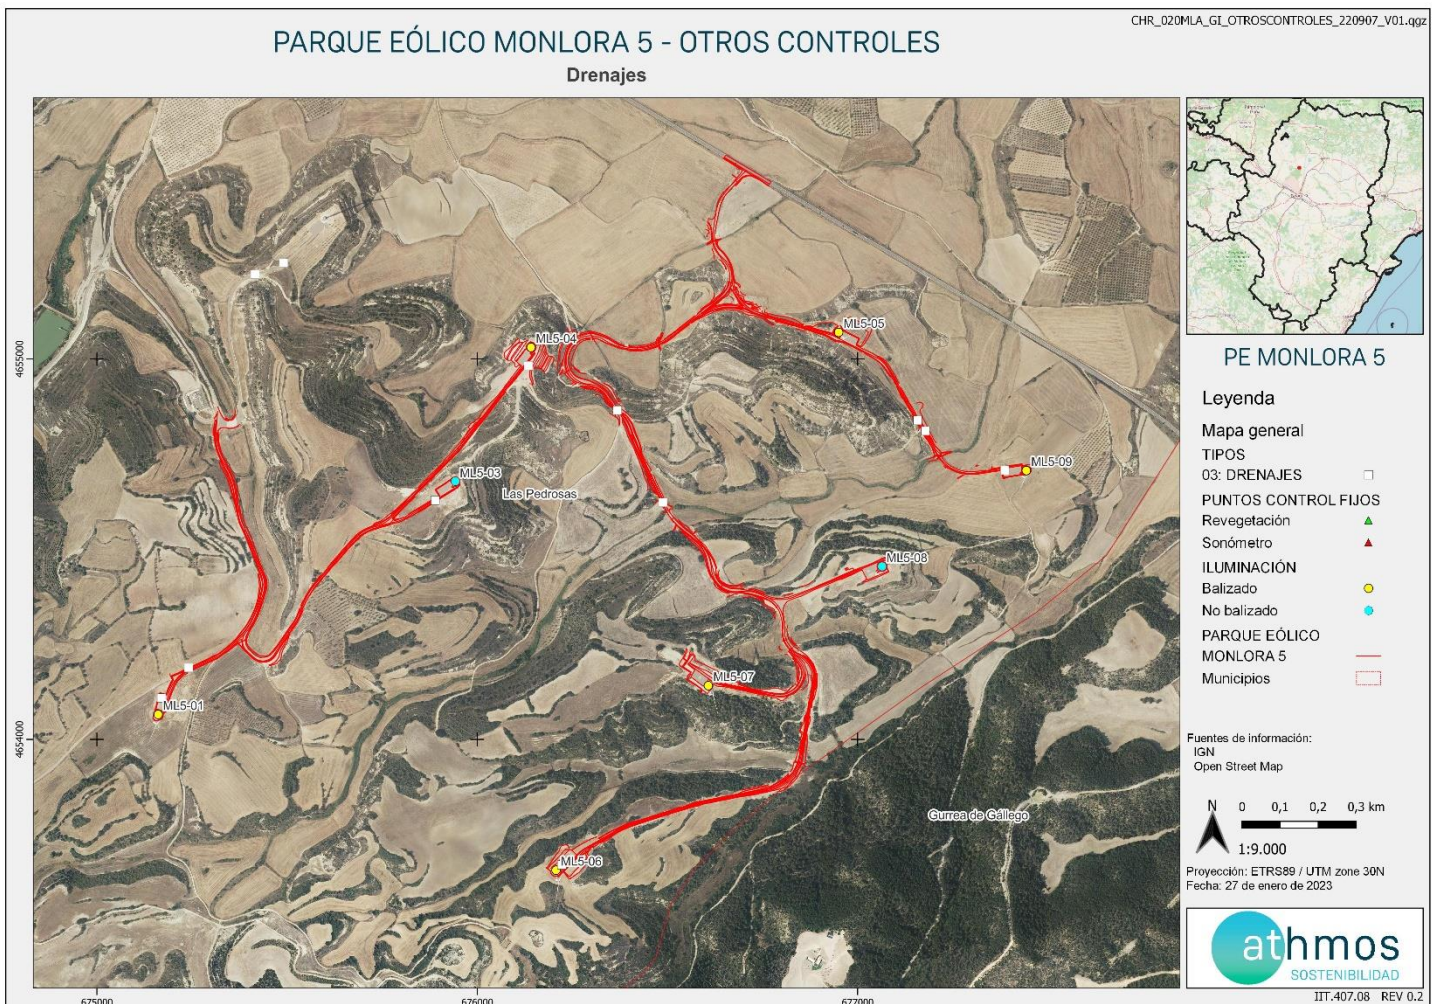 CHR_020MLA_GI_OTROSCONTROLES_220907_V01.qgz
PARQUE EÓLICO MONLORA 5 - OTROS CONTROLES
Drenajes
ML5-05
ML5-04
4655000
ML5-09
ML5-03
Las Pedrosas
ML5-08
ML5-07
ML5-01
4654000
Gurrea de Gállego
ML5-06
675000
676000
677000
PE MONLORA 5
Leyenda
Mapa general
TIPOS
03: DRENAJES
PUNTOS CONTROL FIJOS
Revegetación
Sonómetro
ILUMINACIÓN
Balizado
No balizado
PARQUE EÓLICO
MONLORA 5
Municipios
Fuentes de información:
IGN
Open Street Map
N
0 0,1 0,2 0,3 km
1:9.000
Proyección: ETRS89 / UTM zone 30N
Fecha: 27 de enero de 2023
athmos
SOSTENIBILIDAD
IIT.407.08 REV 0.2